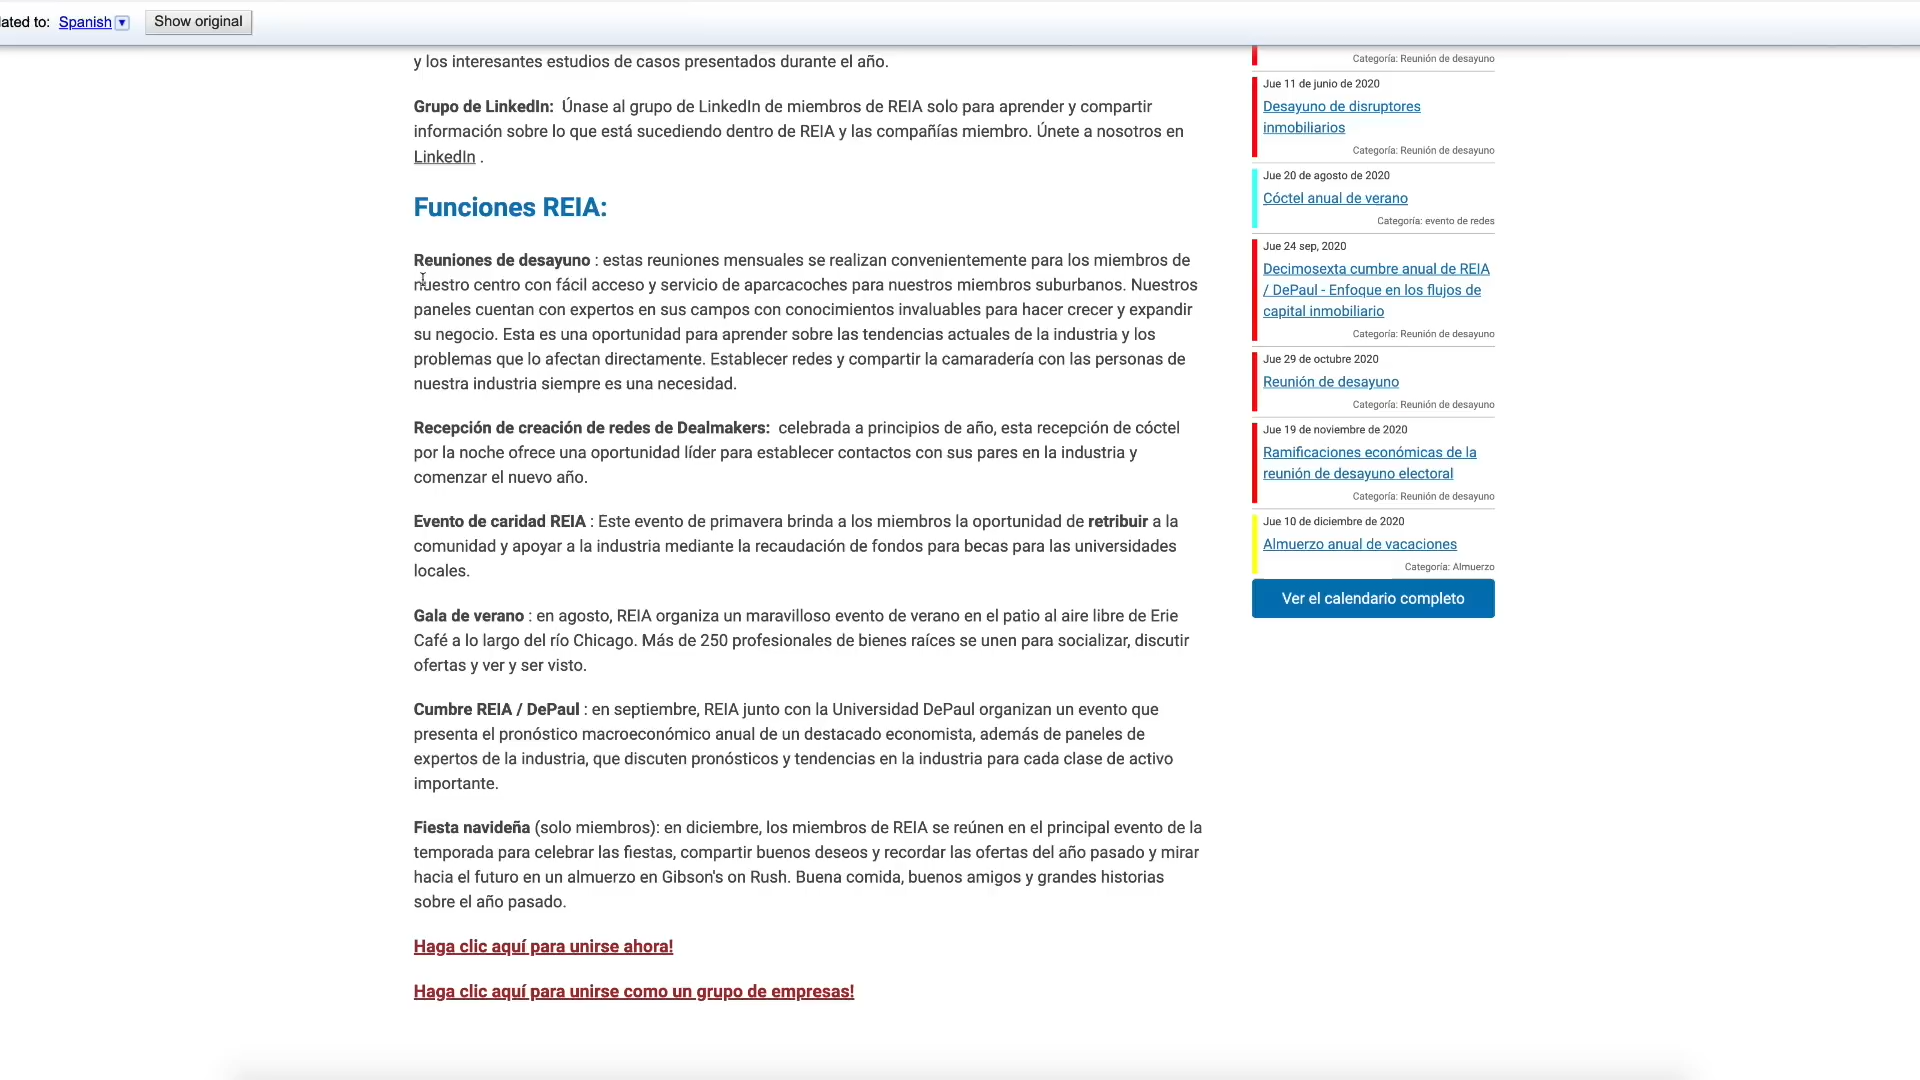 lated to: Spanish
Show original
y los interesantes estudios de casos presentados durante el año.
Grupo de LinkedIn: Únase al grupo de LinkedIn de miembros de REIA solo para aprender y compartir
información sobre lo que está sucediendo dentro de REIA y las compañías miembro. Únete a nosotros en
LinkedIn .
Funciones REIA:
Reuniones de desayuno : estas reuniones mensuales se realizan convenientemente para los miembros de
nuestro centro con fácil acceso y servicio de aparcacoches para nuestros miembros suburbanos. Nuestros
paneles cuentan con expertos en sus campos con conocimientos invaluables para hacer crecer y expandir
su negocio. Esta es una oportunidad para aprender sobre las tendencias actuales de la industria y los
problemas que lo afectan directamente. Establecer redes y compartir la camaradería con las personas de
nuestra industria siempre es una necesidad.
Recepción de creación de redes de Dealmakers: celebrada a principios de año, esta recepción de cóctel
por la noche ofrece una oportunidad líder para establecer contactos con sus pares en la industria y
comenzar el nuevo año.
Evento de caridad REIA : Este evento de primavera brinda a los miembros la oportunidad de retribuir a la
comunidad y apoyar a la industria mediante la recaudación de fondos para becas para las universidades
locales.
Gala de verano : en agosto, REIA organiza un maravilloso evento de verano en el patio al aire libre de Erie
Café a lo largo del río Chicago. Más de 250 profesionales de bienes raíces se unen para socializar, discutir
ofertas y ver y ser visto.
Cumbre REIA / DePaul : en septiembre, REIA junto con la Universidad DePaul organizan un evento que
presenta el pronóstico macroeconómico anual de un destacado economista, además de paneles de
expertos de la industria, que discuten pronósticos y tendencias en la industria para cada clase de activo
importante.
Fiesta navideña (solo miembros): en diciembre, los miembros de REIA se reúnen en el principal evento de la
temporada para celebrar las fiestas, compartir buenos deseos y recordar las ofertas del año pasado y mirar
hacia el futuro en un almuerzo en Gibson's on Rush. Buena comida, buenos amigos y grandes historias
sobre el año pasado.
Haga clic aquí para unirse ahora!
Haga clic aquí para unirse como un grupo de empresas!
Categoría: Reunión de desayuno
Jue 11 de junio de 2020
Desayuno de disruptores
inmobiliarios
Categoría: Reunión de desayuno
Jue 20 de agosto de 2020
Cóctel anual de verano
Categoría: evento de redes
Jue 24 sep, 2020
Decimosexta cumbre anual de REIA
/ DePaul - Enfoque en los flujos de
capital inmobiliario
Categoría: Reunión de desayuno
Jue 29 de octubre 2020
Reunión de desayuno
Categoría: Reunión de desayuno
Jue 19 de noviembre de 2020
Ramificaciones económicas de la
reunión de desayuno electoral
Categoría: Reunión de desayuno
Jue 10 de diciembre de 2020
Almuerzo anual de vacaciones
Categoría: Almuerzo
Ver el calendario completo